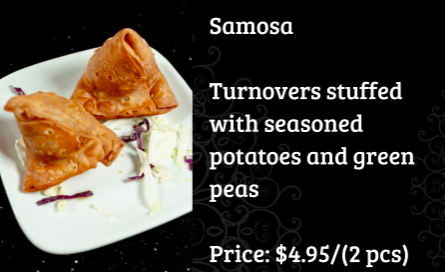 Samosa
Turnovers stuffed
with seasoned
potatoes and green
peas
Price: $4.95/(2 pcs)